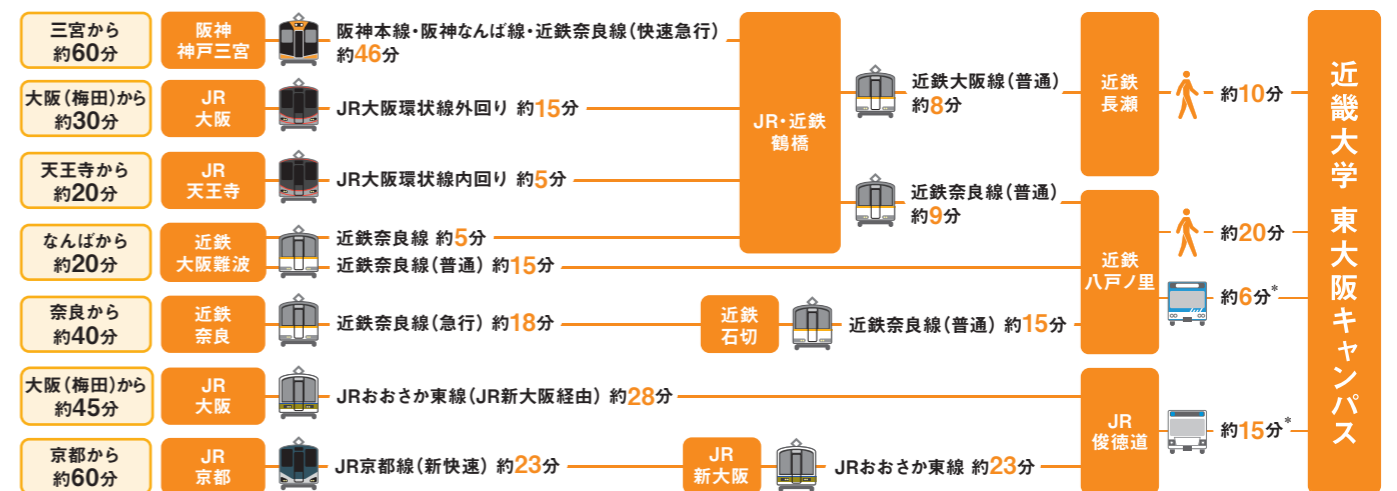 三宮から
約60分
阪神
神戸三宮
阪神本線・阪神なんば線・近鉄奈良線(快速急行)
約46分
大阪(梅田)から
約30分
JR
大阪
JR大阪環状線外回り 約15分
天王寺から
約20分
JR
天王寺
JR大阪環状線内回り 約5分
なんばから
約20分
近鉄
大阪難波
近鉄奈良線 約5分
近鉄奈良線(普通) 約15分
JR・近鉄
鶴橋
近鉄大阪線(普通)
約8分
近鉄
長瀬
約10分
近鉄奈良線(普通)
約9分
奈良から
約40分
近鉄
奈良
近鉄奈良線(急行) 約18分
近鉄
石切
近鉄奈良線(普通) 約15分
近鉄
八戸ノ里
約20分
約6分*
大阪(梅田)から
約45分
JR
大阪
JRおおさか東線(JR新大阪経由) 約28分
京都から
約60分
JR
京都
JR京都線(新快速) 約23分
JR
新大阪
JRおおさか東線 約23分
JR
俊徳道
約15分*
近畿大学 東大阪キャンパス